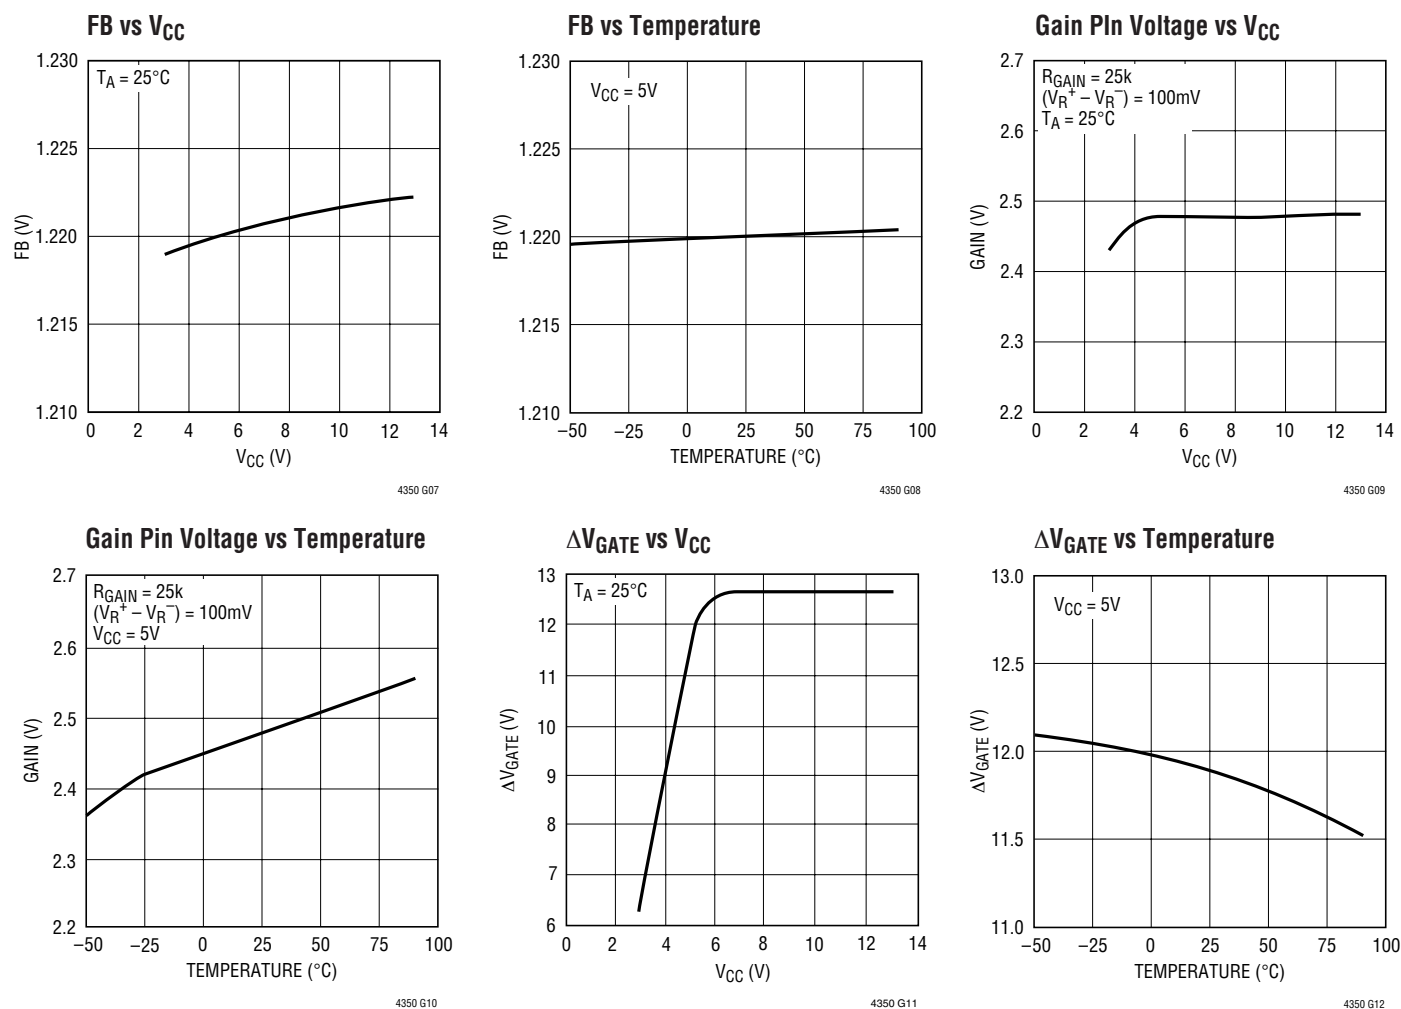 FB vs VCC
1.230
1.225
1.220
1.215
1.210
FB (V)
TA = 25°C
0 2 4 6 8 10 12 14
VCC (V)
4350 G07
FB vs Temperature
1.230
1.225
1.220
1.215
1.210
FB (V)
VCC = 5V
–50 –25 0 25 50 75 100
TEMPERATURE (°C)
4350 G08
Gain PIn Voltage vs VCC
2.7
2.6
2.5
2.4
2.3
2.2
GAIN (V)
RGAIN = 25k
(VR+ – VR–) = 100mV
TA = 25°C
0 2 4 6 8 10 12 14
VCC (V)
4350 G09
Gain Pin Voltage vs Temperature
2.7
2.6
2.5
2.4
2.3
2.2
GAIN (V)
RGAIN = 25k
(VR+ – VR–) = 100mV
VCC = 5V
–50 –25 0 25 50 75 100
TEMPERATURE (°C)
4350 G10
ΔVGATE vs VCC
13
12
11
10
9
8
7
6
ΔVGATE (V)
TA = 25°C
0 2 4 6 8 10 12 14
VCC (V)
4350 G11
ΔVGATE vs Temperature
13.0
12.5
12.0
11.5
11.0
ΔVGATE (V)
VCC = 5V
–50 –25 0 25 50 75 100
TEMPERATURE (°C)
4350 G12